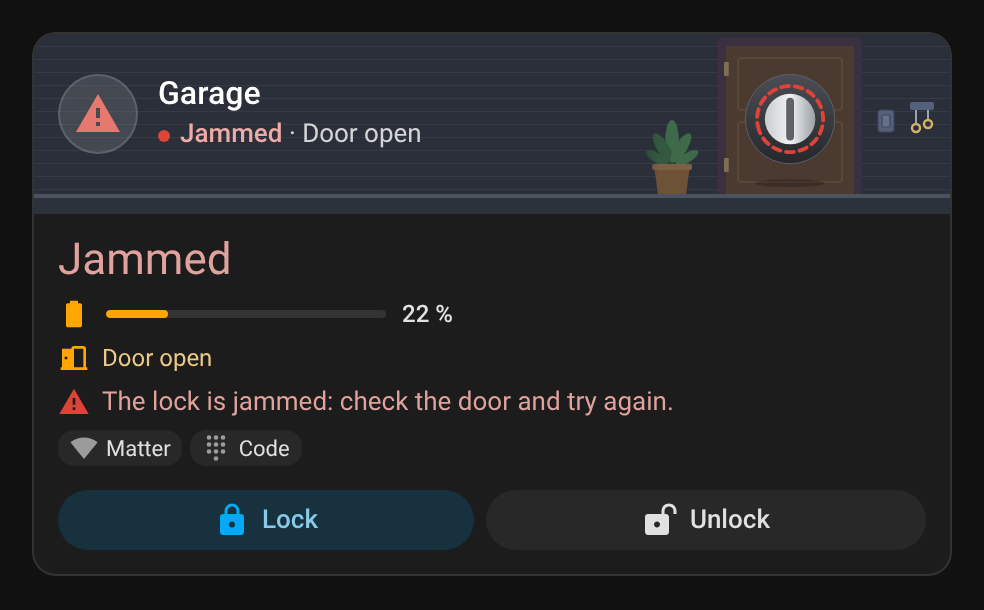 Garage
Jammed · Door open
Jammed
22 %
Door open
The lock is jammed: check the door and try again.
Matter Code
Lock Unlock